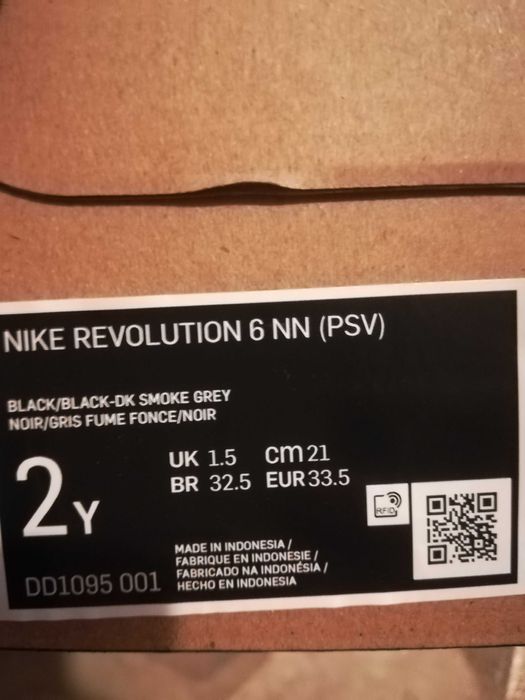 NIKE REVOLUTION 6 NN (PSV)
BLACK/BLACK-DK SMOKE GREY
NOIR/GRIS FUME FONCE/NOIR
2Y
UK 1.5 cm 21
BR 32.5 EUR 33.5
RFID
MADE IN INDONESIA /
FABRIQUE EN INDONESIE /
FABRICADO NA INDONÉSIA /
HECHO EN INDONESIA
DD1095 001